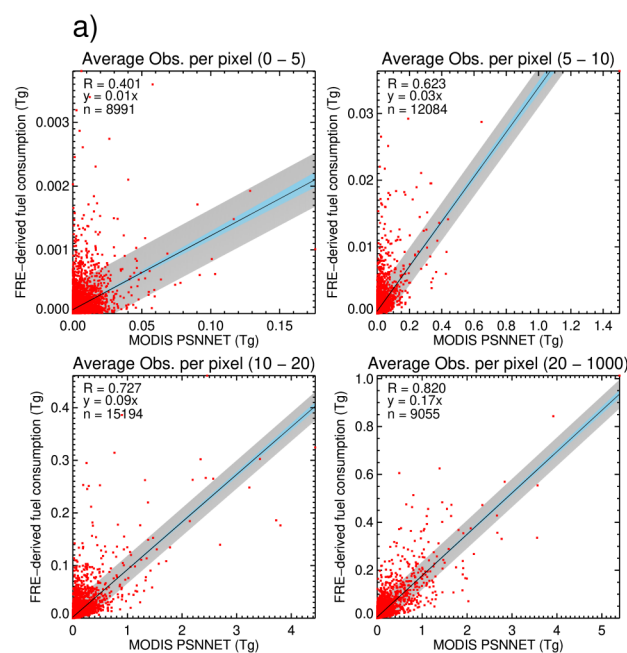 a)
Average Obs. per pixel (0 − 5)
R = 0.401
y = 0.01x
n = 8991
FRE−derived fuel consumption (Tg)
0.003
0.002
0.001
0.000
0.00 0.05 0.10 0.15
MODIS PSNNET (Tg)
Average Obs. per pixel (5 − 10)
R = 0.623
y = 0.03x
n = 12084
FRE−derived fuel consumption (Tg)
0.03
0.02
0.01
0.00
0.0 0.2 0.4 0.6 0.8 1.0 1.2 1.4
MODIS PSNNET (Tg)
Average Obs. per pixel (10 − 20)
R = 0.727
y = 0.09x
n = 15194
FRE−derived fuel consumption (Tg)
0.4
0.3
0.2
0.1
0.0
0 1 2 3 4
MODIS PSNNET (Tg)
Average Obs. per pixel (20 − 1000)
R = 0.820
y = 0.17x
n = 9055
FRE−derived fuel consumption (Tg)
1.0
0.8
0.6
0.4
0.2
0.0
0 1 2 3 4 5
MODIS PSNNET (Tg)